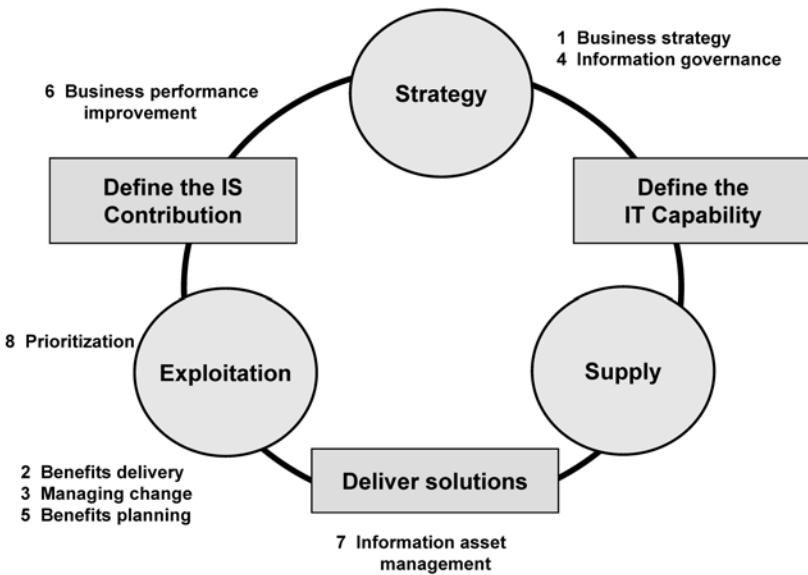 1 Business strategy
4 Information governance
Strategy
6 Business performance
improvement
Define the IS
Contribution
Define the
IT Capability
8 Prioritization
Exploitation
Supply
2 Benefits delivery
3 Managing change
5 Benefits planning
Deliver solutions
7 Information asset
management